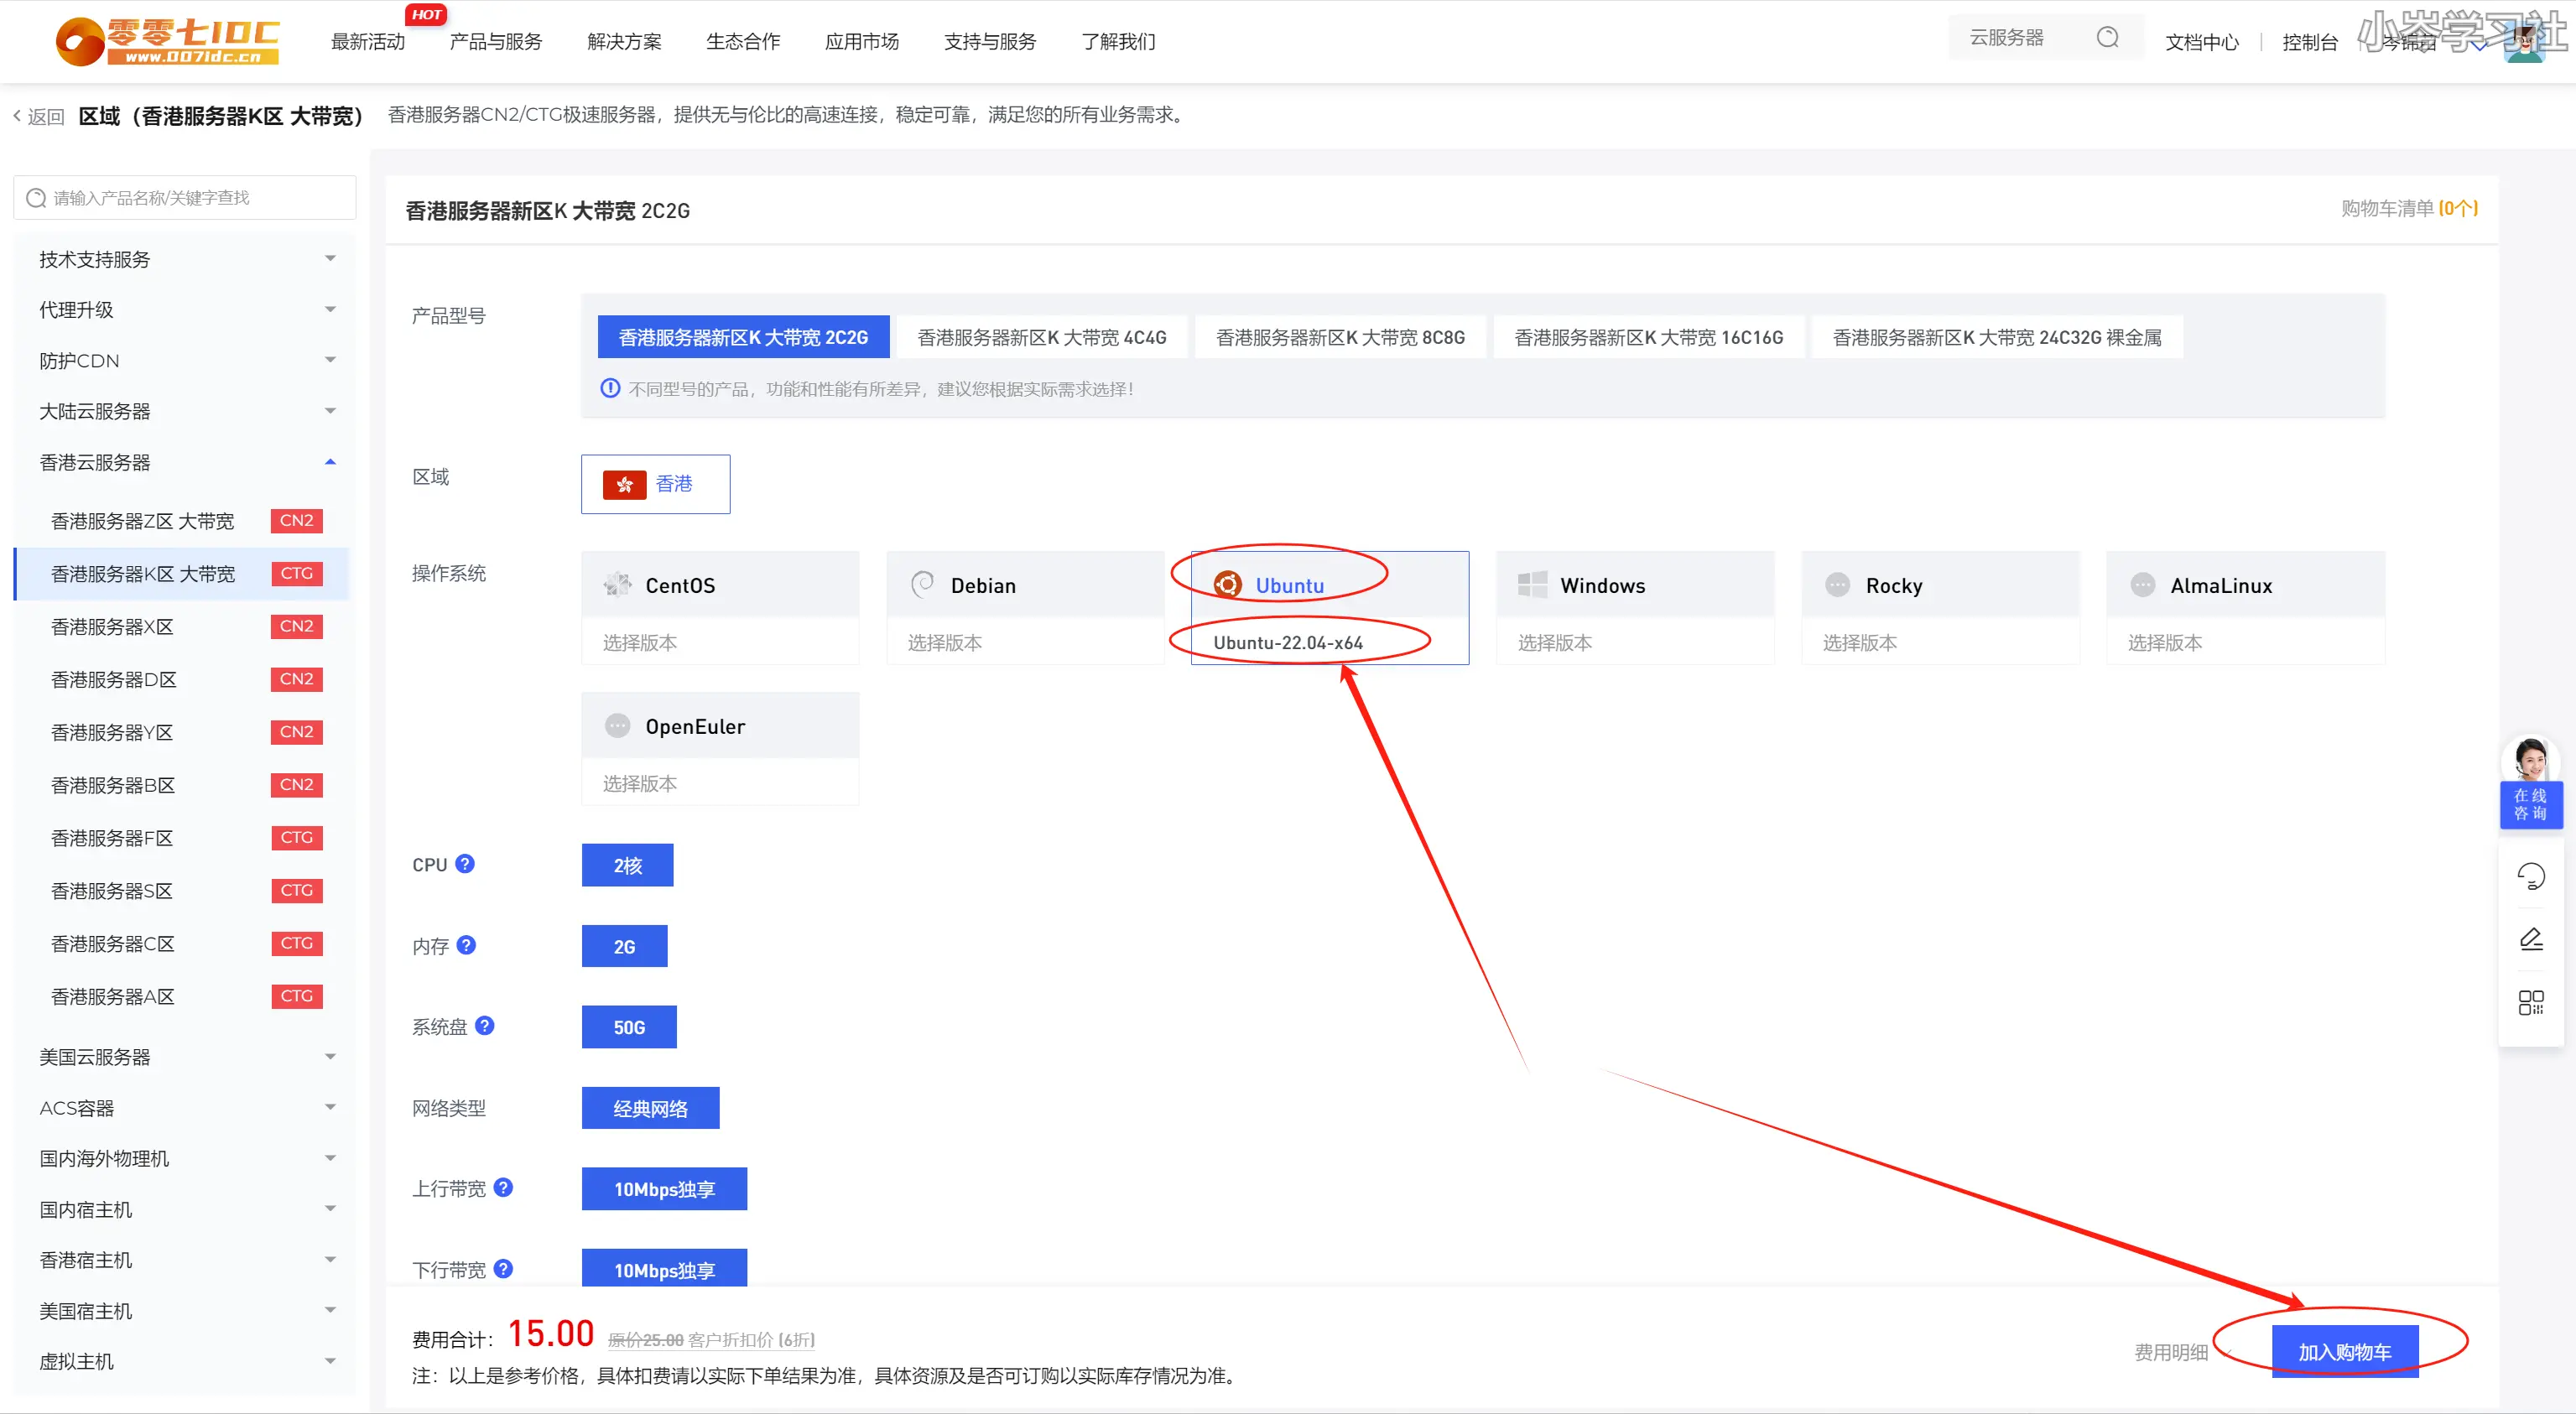 零零七IDC
www.007idc.cn
最新活动
HOT
产品与服务
解决方案
生态合作
应用市场
支持与服务
了解我们
云服务器
文档中心
控制台
小岑学习社
返回
区域（香港服务器K区 大带宽）
香港服务器CN2/CTG极速服务器，提供无与伦比的高速连接，稳定可靠，满足您的所有业务需求。
请输入产品名称/关键字查找
技术支持服务
代理升级
防护CDN
大陆云服务器
香港云服务器
香港服务器Z区 大带宽 CN2
香港服务器K区 大带宽 CTG
香港服务器X区 CN2
香港服务器D区 CN2
香港服务器Y区 CN2
香港服务器B区 CN2
香港服务器F区 CTG
香港服务器S区 CTG
香港服务器C区 CTG
香港服务器A区 CTG
美国云服务器
ACS容器
国内海外物理机
国内宿主机
香港宿主机
美国宿主机
虚拟主机
香港服务器新区K 大带宽 2C2G
购物车清单 (0个)
产品型号
香港服务器新区K 大带宽 2C2G
香港服务器新区K 大带宽 4C4G
香港服务器新区K 大带宽 8C8G
香港服务器新区K 大带宽 16C16G
香港服务器新区K 大带宽 24C32G 裸金属
不同型号的产品，功能和性能有所差异，建议您根据实际需求选择！
区域
香港
操作系统
CentOS
选择版本
Debian
选择版本
Ubuntu
Ubuntu-22.04-x64
Windows
选择版本
Rocky
选择版本
AlmaLinux
选择版本
OpenEuler
选择版本
CPU ?
2核
内存 ?
2G
系统盘 ?
50G
网络类型
经典网络
上行带宽 ?
10Mbps独享
下行带宽 ?
10Mbps独享
费用合计： 15.00 原价25.00 客户折扣价 (6折)
注：以上是参考价格，具体扣费请以实际下单结果为准，具体资源及是否可订购以实际库存情况为准。
费用明细
加入购物车
在线
咨询